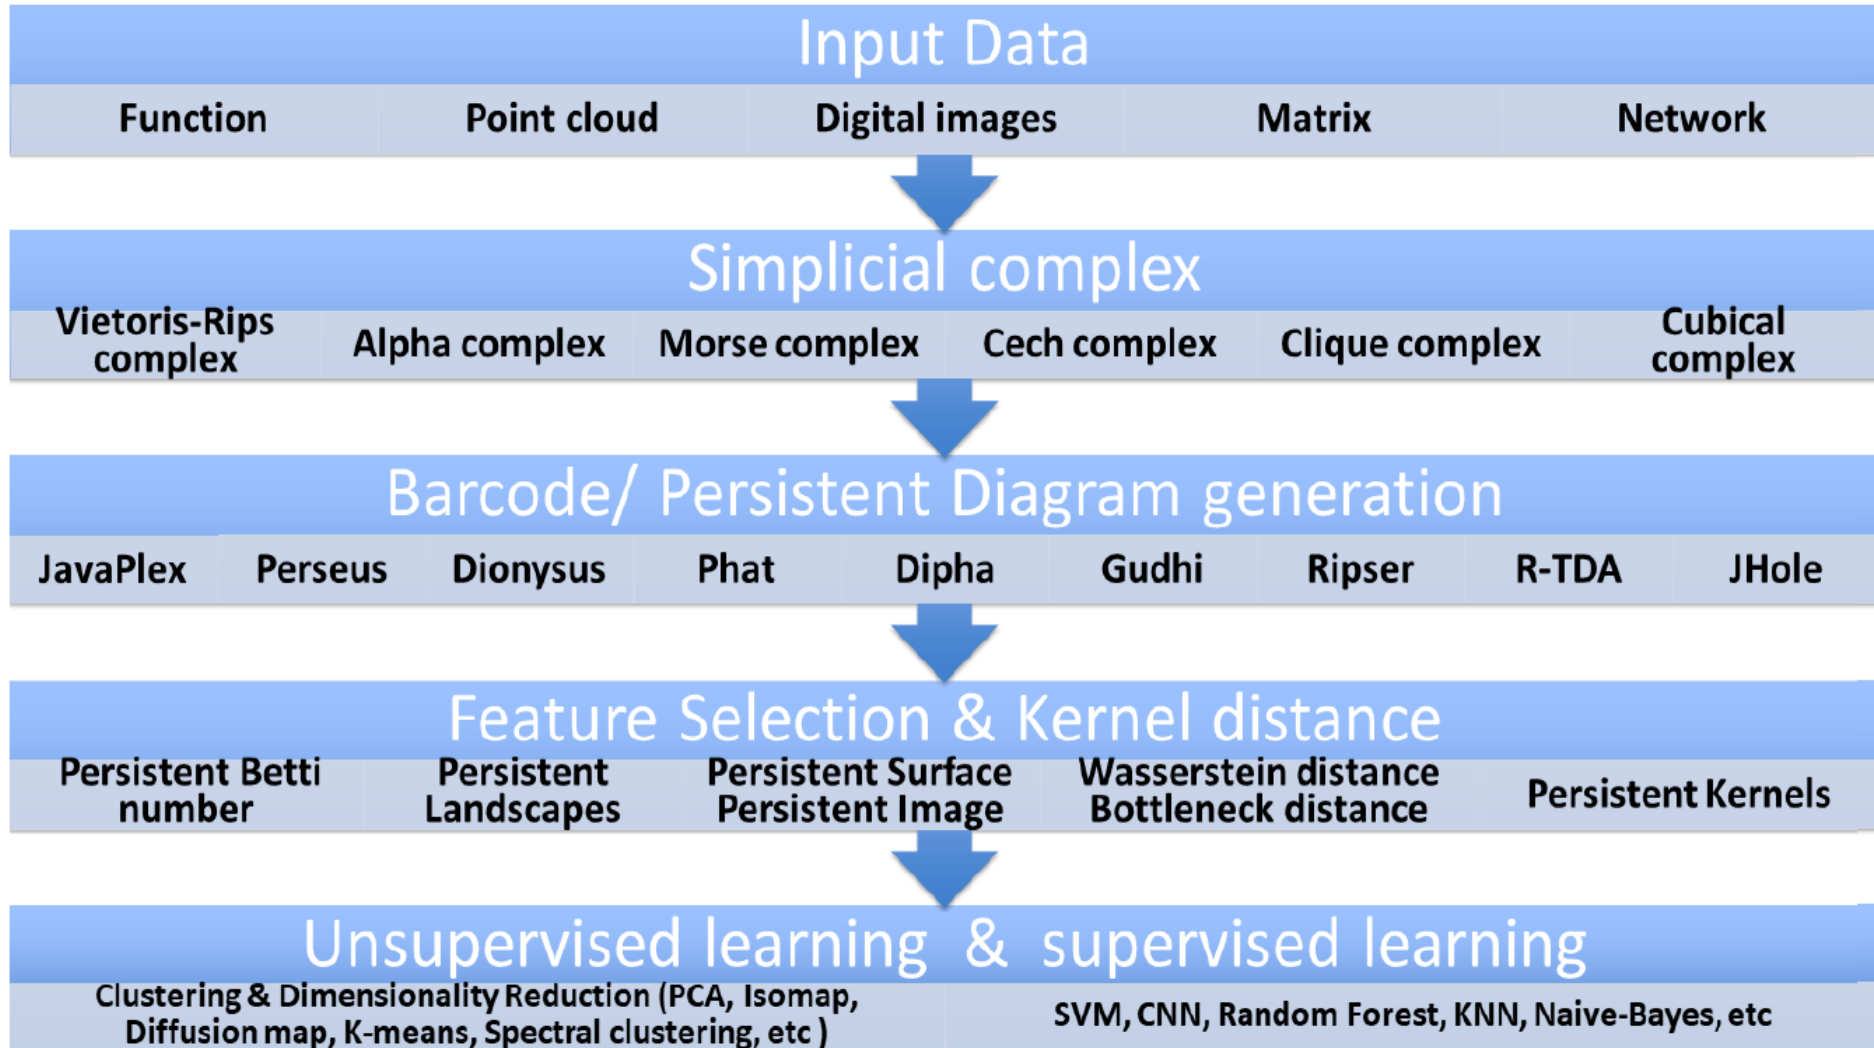 Input Data
Function Point cloud Digital images Matrix Network
Simplicial complex
Vietoris-Rips
complex
Alpha complex Morse complex Cech complex Clique complex
Cubical
complex
Barcode/ Persistent Diagram generation
JavaPlex Perseus Dionysus Phat Dipha Gudhi Ripser R-TDA JHole
Feature Selection & Kernel distance
Persistent Betti
number
Persistent
Landscapes
Persistent Surface
Persistent Image
Wasserstein distance
Bottleneck distance
Persistent Kernels
Unsupervised learning & supervised learning
Clustering & Dimensionality Reduction (PCA, Isomap,
Diffusion map, K-means, Spectral clustering, etc )
SVM, CNN, Random Forest, KNN, Naive-Bayes, etc